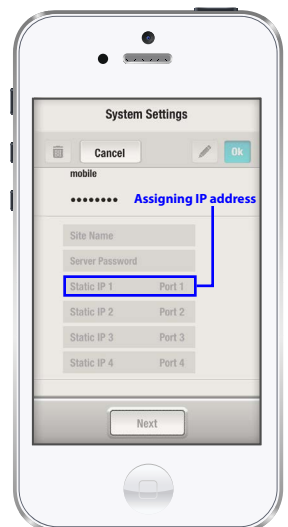 System Settings
Cancel
Ok
mobile
••••••••
Assigning IP address
Site Name
Server Password
Static IP 1 Port 1
Static IP 2 Port 2
Static IP 3 Port 3
Static IP 4 Port 4
Next